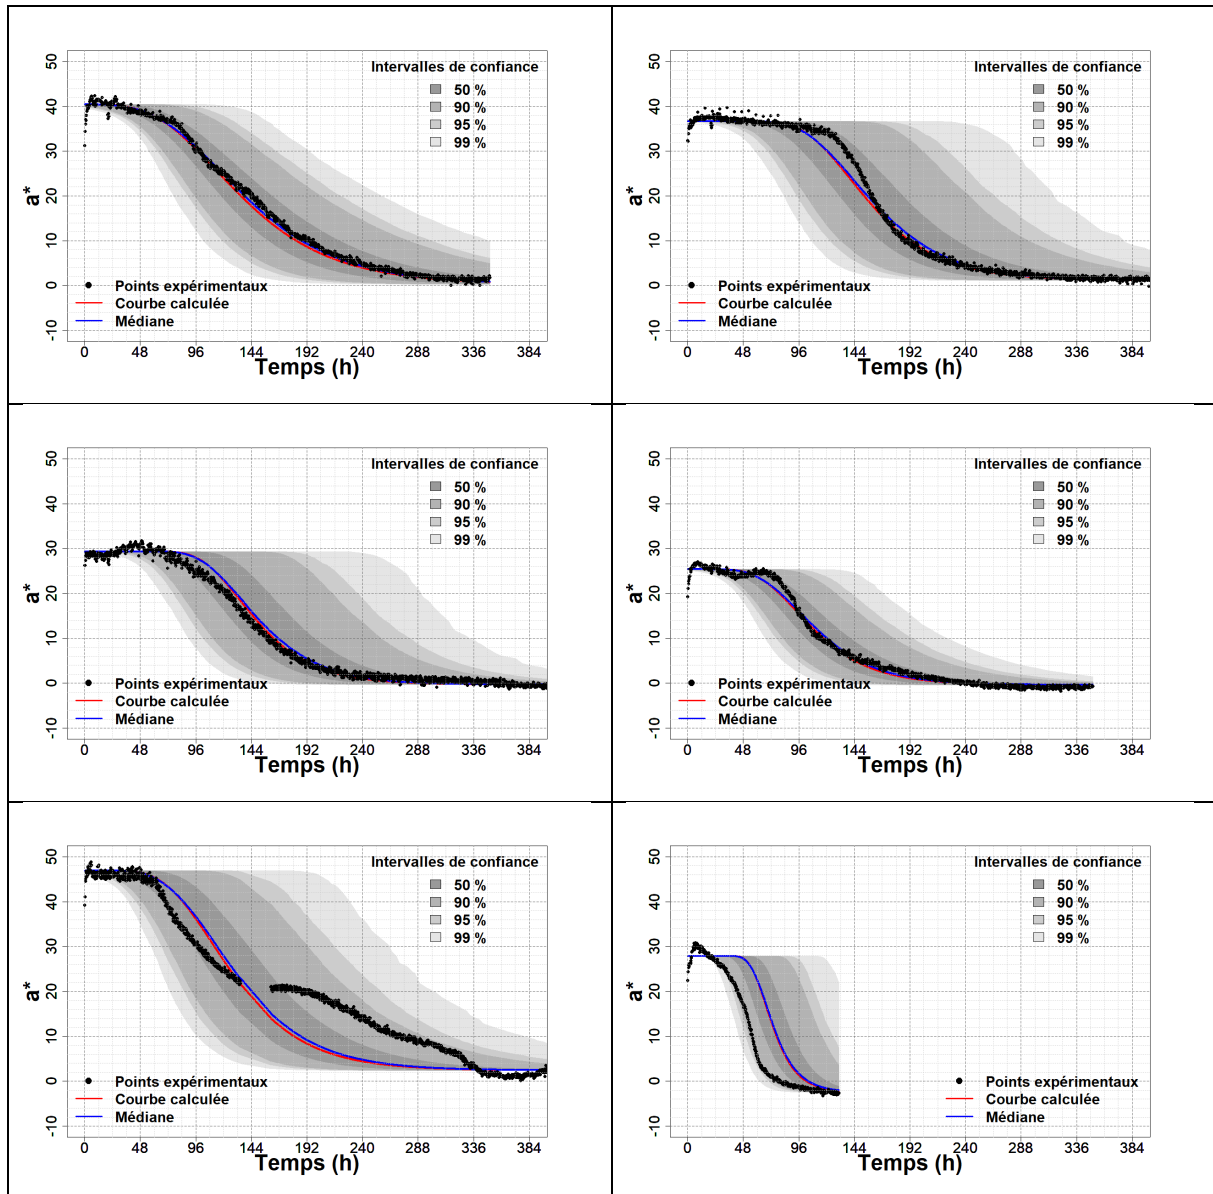 50
40
30
20
10
0
-10
a*
Intervalles de confiance
50 %
90 %
95 %
99 %
Points expérimentaux
Courbe calculée
Médiane
0 48 96 144 192 240 288 336 384
Temps (h)
50
40
30
20
10
0
-10
a*
Intervalles de confiance
50 %
90 %
95 %
99 %
Points expérimentaux
Courbe calculée
Médiane
0 48 96 144 192 240 288 336 384
Temps (h)
50
40
30
20
10
0
-10
a*
Intervalles de confiance
50 %
90 %
95 %
99 %
Points expérimentaux
Courbe calculée
Médiane
0 48 96 144 192 240 288 336 384
Temps (h)
50
40
30
20
10
0
-10
a*
Intervalles de confiance
50 %
90 %
95 %
99 %
Points expérimentaux
Courbe calculée
Médiane
0 48 96 144 192 240 288 336 384
Temps (h)
50
40
30
20
10
0
-10
a*
Intervalles de confiance
50 %
90 %
95 %
99 %
Points expérimentaux
Courbe calculée
Médiane
0 48 96 144 192 240 288 336 384
Temps (h)
50
40
30
20
10
0
-10
a*
Intervalles de confiance
50 %
90 %
95 %
99 %
Points expérimentaux
Courbe calculée
Médiane
0 48 96 144 192 240 288 336 384
Temps (h)